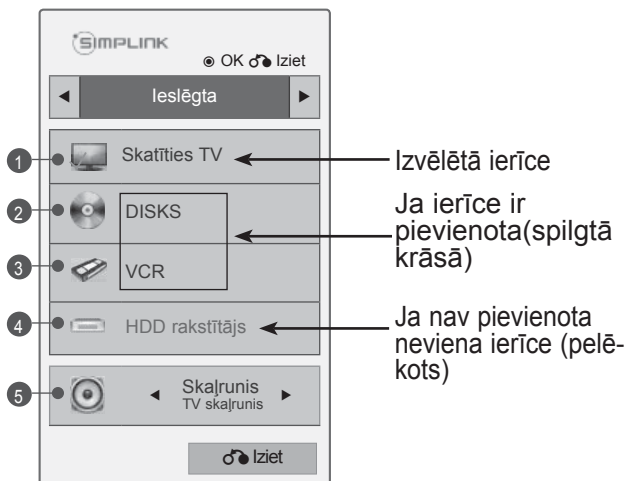 SIMPLINK
OK Iziet
Ieslēgta
1 Skatīties TV
Izvēlētā ierīce
2 DISKS
3 VCR
Ja ierīce ir
pievienota(spilgtā
krāsā)
4 HDD rakstītājs
Ja nav pievienota
neviena ierīce (pelē-
kots)
5 Skaļrunis
TV skaļrunis
Iziet